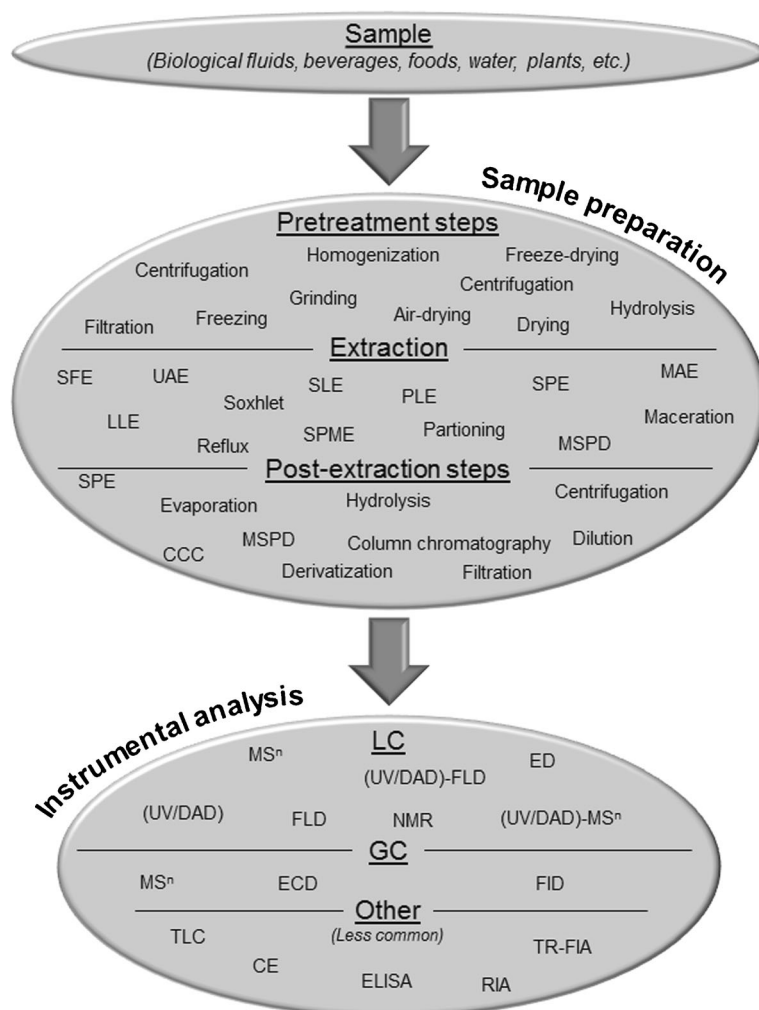 Sample
(Biological fluids, beverages, foods, water, plants, etc.)
Sample preparation
Pretreatment steps
Homogenization Freeze-drying
Centrifugation Centrifugation
Grinding Hydrolysis
Filtration Freezing Air-drying Drying
Extraction
SFE UAE SLE PLE SPE MAE
LLE Soxhlet Maceration
Reflux SPME Partioning MSPD
Post-extraction steps
SPE Evaporation Hydrolysis Centrifugation
CCC MSPD Column chromatography Dilution
Derivatization Filtration
Instrumental analysis
LC
MSⁿ (UV/DAD)-FLD ED
(UV/DAD) FLD NMR (UV/DAD)-MSⁿ
GC
MSⁿ ECD FID
Other
(Less common)
TLC TR-FIA
CE ELISA RIA